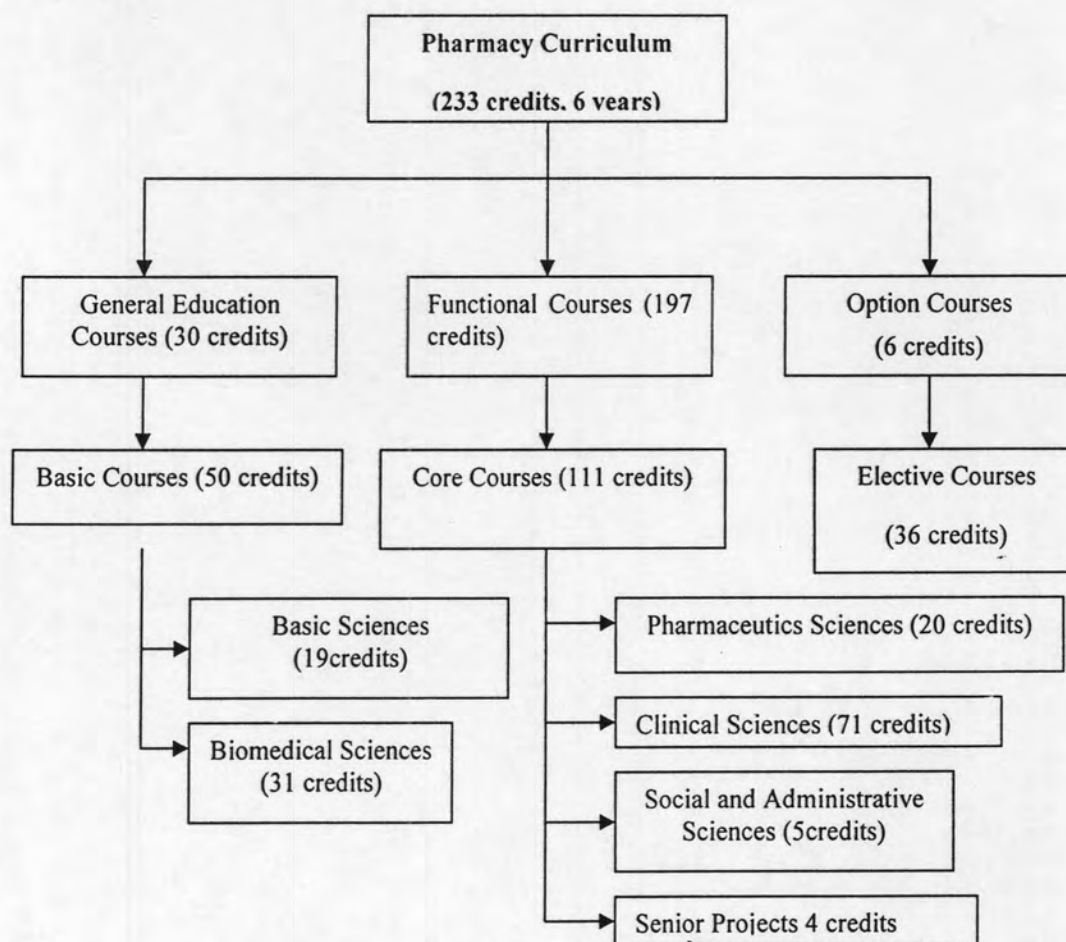 Pharmacy Curriculum
(233 credits. 6 years)
General Education
Courses (30 credits)
Functional Courses (197
credits)
Option Courses
(6 credits)
Basic Courses (50 credits)
Core Courses (111 credits)
Elective Courses
(36 credits)
Basic Sciences
(19credits)
Biomedical Sciences
(31 credits)
Pharmaceutics Sciences (20 credits)
Clinical Sciences (71 credits)
Social and Administrative
Sciences (5credits)
Senior Projects 4 credits